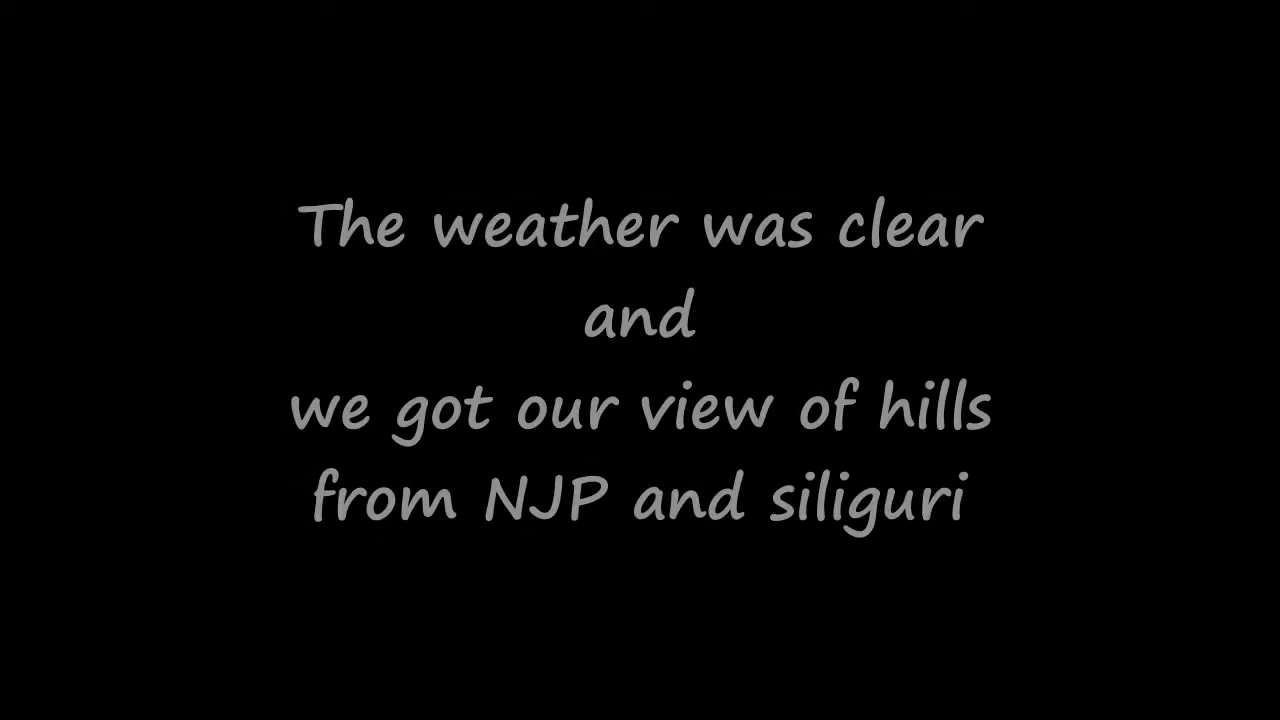 The weather was clear
and
we got our view of hills
from NJP and siliguri